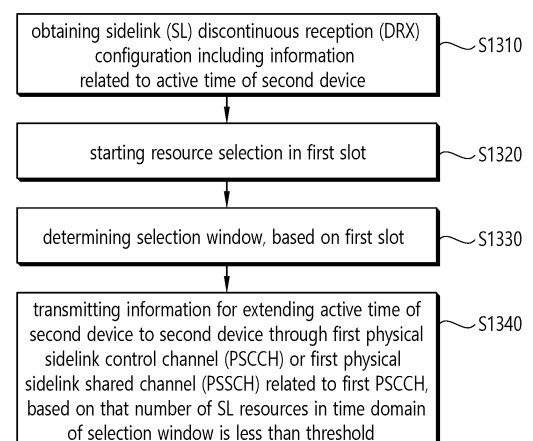 obtaining sidelink (SL) discontinuous reception (DRX)
configuration including information
related to active time of second device
S1310
starting resource selection in first slot
S1320
determining selection window, based on first slot
S1330
transmitting information for extending active time of
second device to second device through first physical
sidelink control channel (PSCCH) or first physical
sidelink shared channel (PSSCH) related to first PSCCH,
based on that number of SL resources in time domain
of selection window is less than threshold
S1340